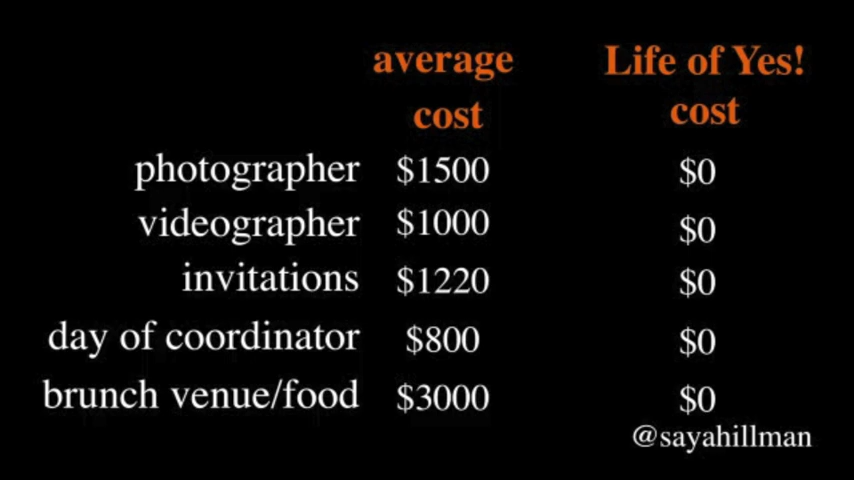 average Life of Yes!
cost cost
photographer $1500 $0
videographer $1000 $0
invitations $1220 $0
day of coordinator $800 $0
brunch venue/food $3000 $0
@sayahillman